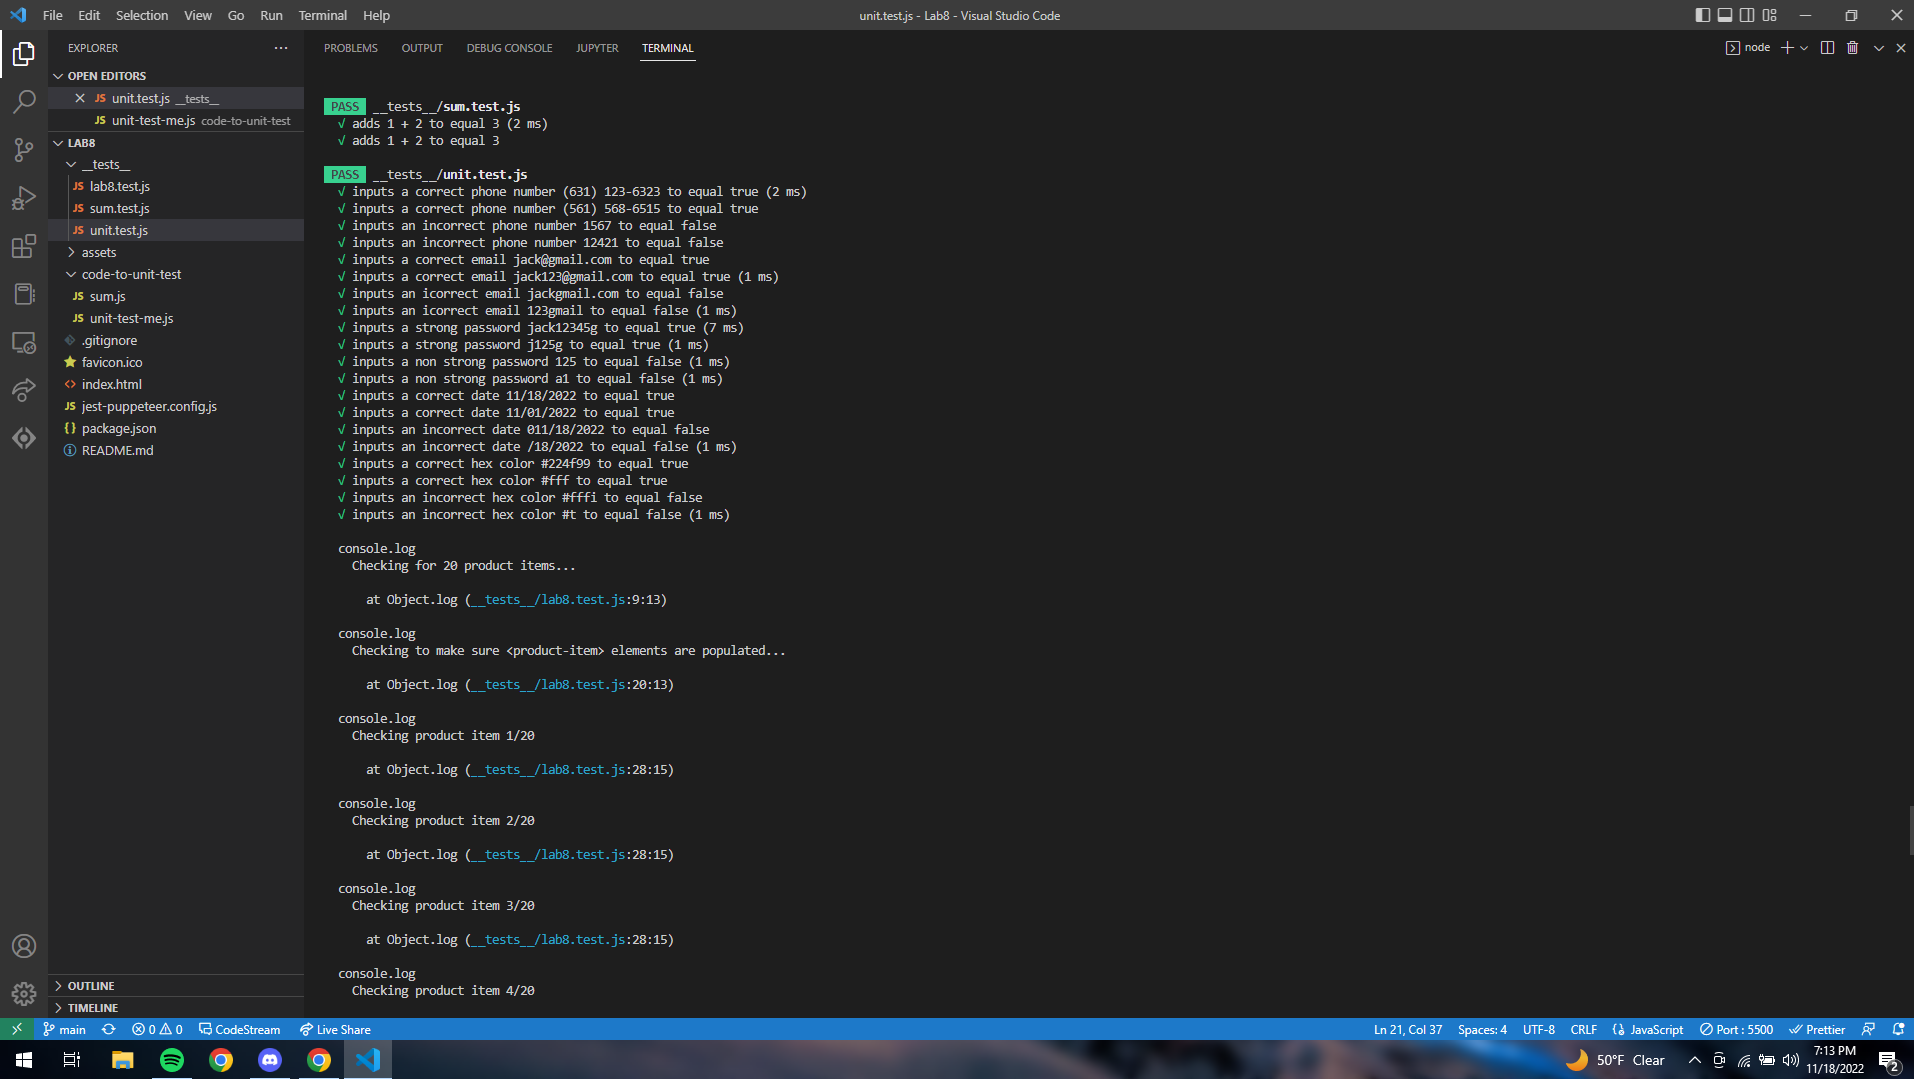 File Edit Selection View Go Run Terminal Help unit.test.js - Lab8 - Visual Studio Code
EXPLORER
OPEN EDITORS
JS unit.test.js __tests__
JS unit-test-me.js code-to-unit-test
LAB8
__tests__
JS lab8.test.js
JS sum.test.js
JS unit.test.js
assets
code-to-unit-test
JS sum.js
JS unit-test-me.js
.gitignore
favicon.ico
<> index.html
JS jest-puppeteer.config.js
{} package.json
README.md
OUTLINE
TIMELINE
PROBLEMS OUTPUT DEBUG CONSOLE JUPYTER TERMINAL node
PASS __tests__/sum.test.js
√ adds 1 + 2 to equal 3 (2 ms)
√ adds 1 + 2 to equal 3
PASS __tests__/unit.test.js
√ inputs a correct phone number (631) 123-6323 to equal true (2 ms)
√ inputs a correct phone number (561) 568-6515 to equal true
√ inputs an incorrect phone number 1567 to equal false
√ inputs an incorrect phone number 12421 to equal false
√ inputs a correct email jack@gmail.com to equal true
√ inputs a correct email jack123@gmail.com to equal true (1 ms)
√ inputs an icorrect email jackgmail.com to equal false
√ inputs an icorrect email 123gmail to equal false (1 ms)
√ inputs a strong password jack12345g to equal true (7 ms)
√ inputs a strong password j125g to equal true (1 ms)
√ inputs a non strong password 125 to equal false (1 ms)
√ inputs a non strong password a1 to equal false (1 ms)
√ inputs a correct date 11/18/2022 to equal true
√ inputs a correct date 11/01/2022 to equal true
√ inputs an incorrect date 011/18/2022 to equal false
√ inputs an incorrect date /18/2022 to equal false (1 ms)
√ inputs a correct hex color #224f99 to equal true
√ inputs a correct hex color #fff to equal true
√ inputs an incorrect hex color #fffi to equal false
√ inputs an incorrect hex color #t to equal false (1 ms)
console.log
Checking for 20 product items...
at Object.log (__tests__/lab8.test.js:9:13)
console.log
Checking to make sure <product-item> elements are populated...
at Object.log (__tests__/lab8.test.js:20:13)
console.log
Checking product item 1/20
at Object.log (__tests__/lab8.test.js:28:15)
console.log
Checking product item 2/20
at Object.log (__tests__/lab8.test.js:28:15)
console.log
Checking product item 3/20
at Object.log (__tests__/lab8.test.js:28:15)
console.log
Checking product item 4/20
main 0 0 CodeStream Live Share Ln 21, Col 37 Spaces: 4 UTF-8 CRLF JavaScript Port : 5500 Prettier
50°F Clear 7:13 PM
11/18/2022 2